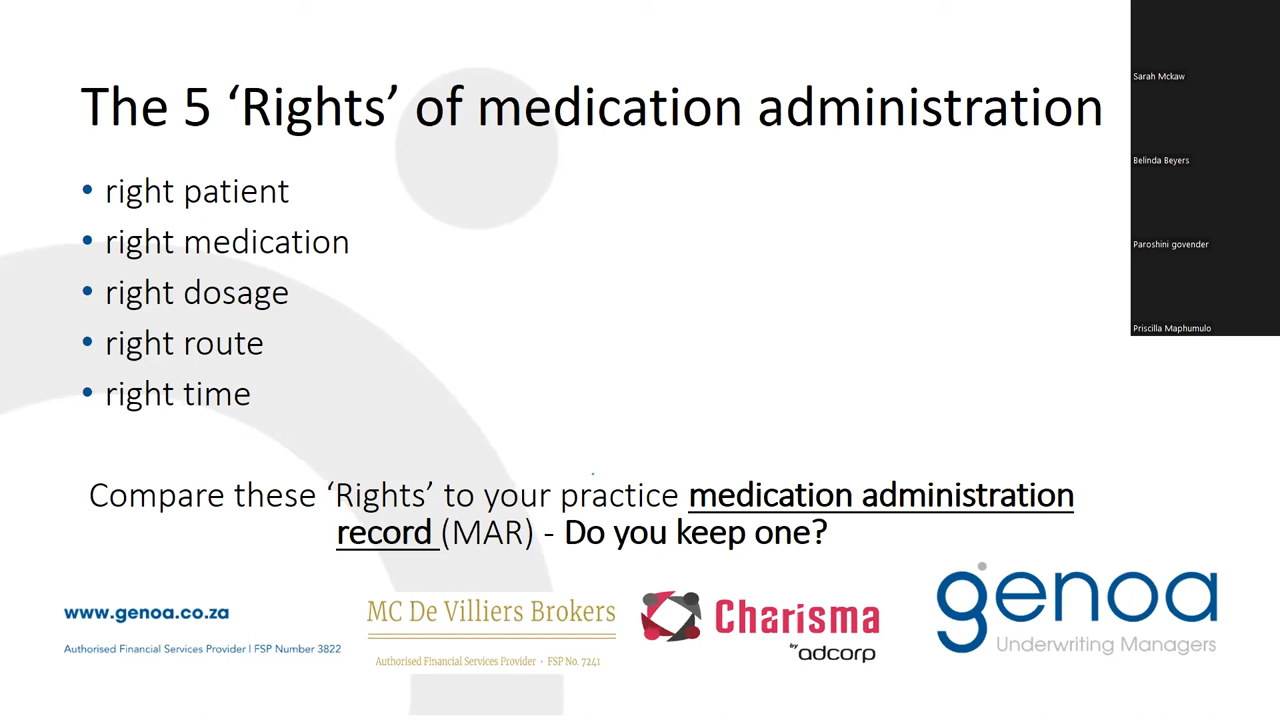 The 5 ‘Rights’ of medication administration
• right patient
• right medication
• right dosage
• right route
• right time
Compare these ‘Rights’ to your practice medication administration
record (MAR) - Do you keep one?
www.genoa.co.za
Authorised Financial Services Provider | FSP Number 3822
MC De Villiers Brokers
Authorised Financial Services Provider • FSP No. 7241
Charisma
by adcorp
genoa
Underwriting Managers
Sarah Mckaw
Belinda Beyers
Paroshini govender
Priscilla Maphumulo